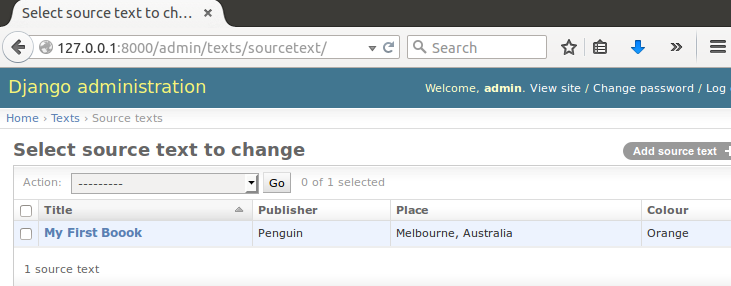 Select source text to ch...
127.0.0.1:8000/admin/texts/sourcetext/ Search
Django administration Welcome, admin. View site / Change password / Log
Home › Texts › Source texts
Select source text to change Add source text +
Action: --------- Go 0 of 1 selected
Title Publisher Place Colour
My First Boook Penguin Melbourne, Australia Orange
1 source text